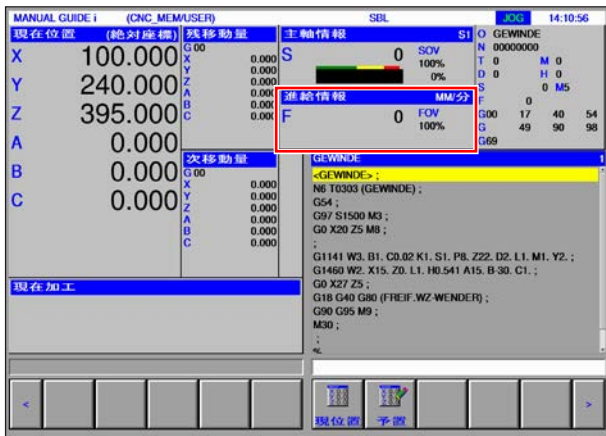 MANUAL GUIDE i (CNC_MEM/USER) SBL JOG 14:10:56
現在位置 (絶対座標)
X 100.000
Y 240.000
Z 395.000
A 0.000
B 0.000
C 0.000
残移動量
G 00
X 0.000
Y 0.000
Z 0.000
A 0.000
B 0.000
C 0.000
次移動量
G 00
X 0.000
Y 0.000
Z 0.000
A 0.000
B 0.000
C 0.000
主軸情報 S1
S 0 SOV
100%
0%
進給情報 MM/分
F 0 FOV
100%
O GEWINDE
N 00000000
T 0 M 0
D 0 H 0
S 0 M5
F 0
G00 17 40 54
G 49 90 98
G69
GEWINDE 1
<GEWINDE> ;
N6 T0303 (GEWINDE) ;
G54 ;
G97 S1500 M3 ;
G0 X20 Z5 M8 ;
;
G1141 W3. B1. C0.02 K1. S1. P8. Z22. D2. L1. M1. Y2. ;
G1460 W2. X15. Z0. L1. H0.541 A15. B-30. C1. ;
G0 X27 Z5 ;
G18 G40 G80 (FREIF.WZ-WENDER) ;
G90 G95 M9 ;
M30 ;
;
%
現在加工
<
現位置
予置
>